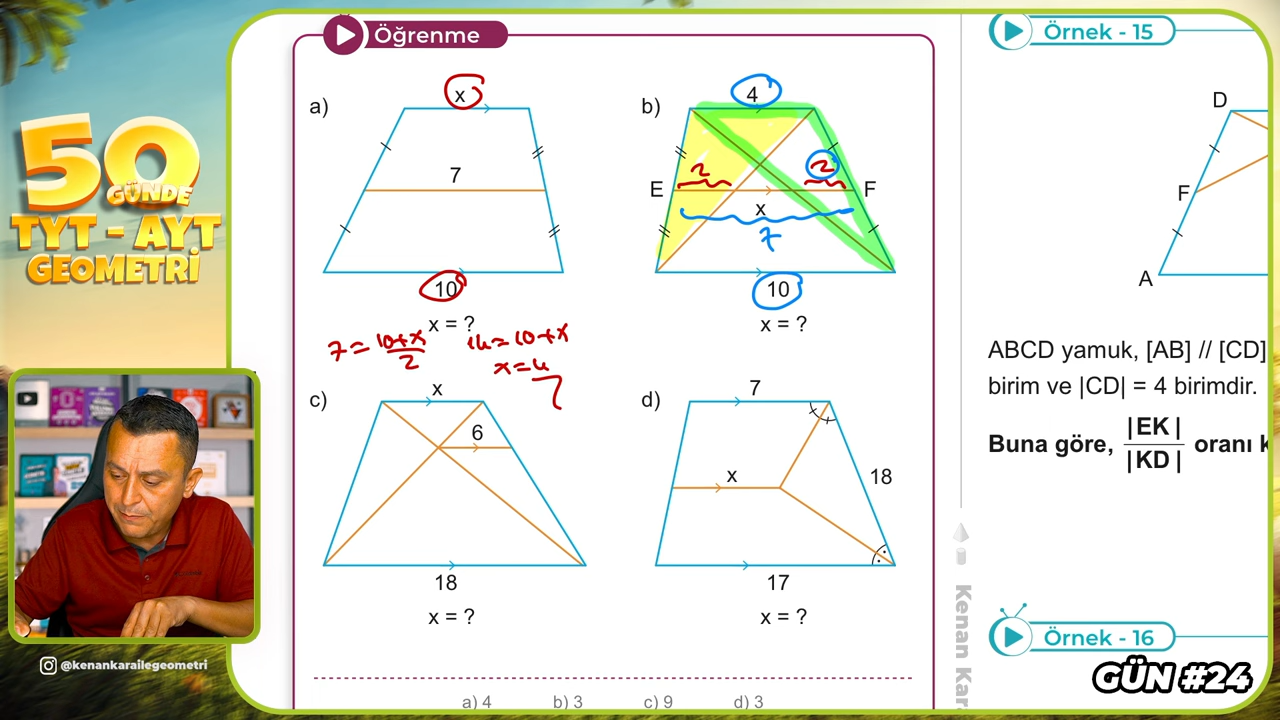 50
GÜNDE
TYT - AYT
GEOMETRİ
@kenankarailegeometri
Öğrenme
a)
x
7
10
x = ?
7 = 10+x / 2
14 = 10+x
x = 4
b)
4
2
2
E
F
x
7
10
x = ?
c)
x
6
18
x = ?
d)
7
x
18
17
x = ?
a) 4 b) 3 c) 9 d) 3
Örnek - 15
D
F
A
ABCD yamuk, [AB] // [CD]
birim ve |CD| = 4 birimdir.
Buna göre, |EK| / |KD| oranı k
Kenan Kar
Örnek - 16
GÜN #24